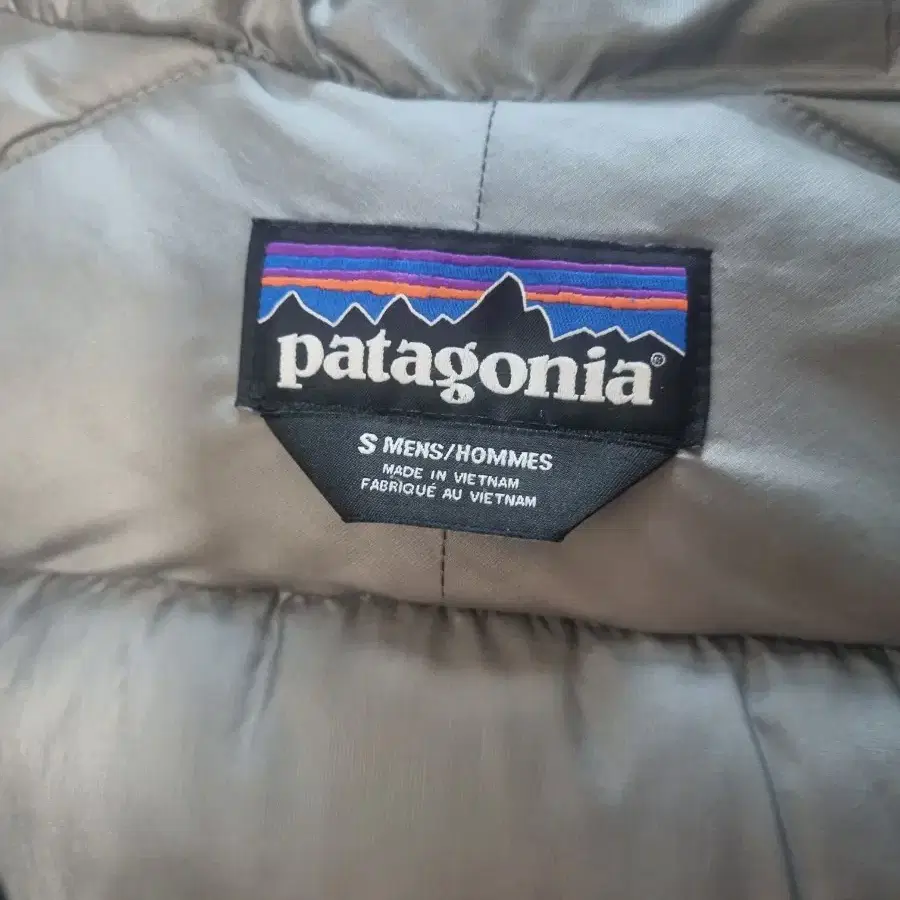 patagonia®
S MENS/HOMMES
MADE IN VIETNAM
FABRIQUÉ AU VIETNAM